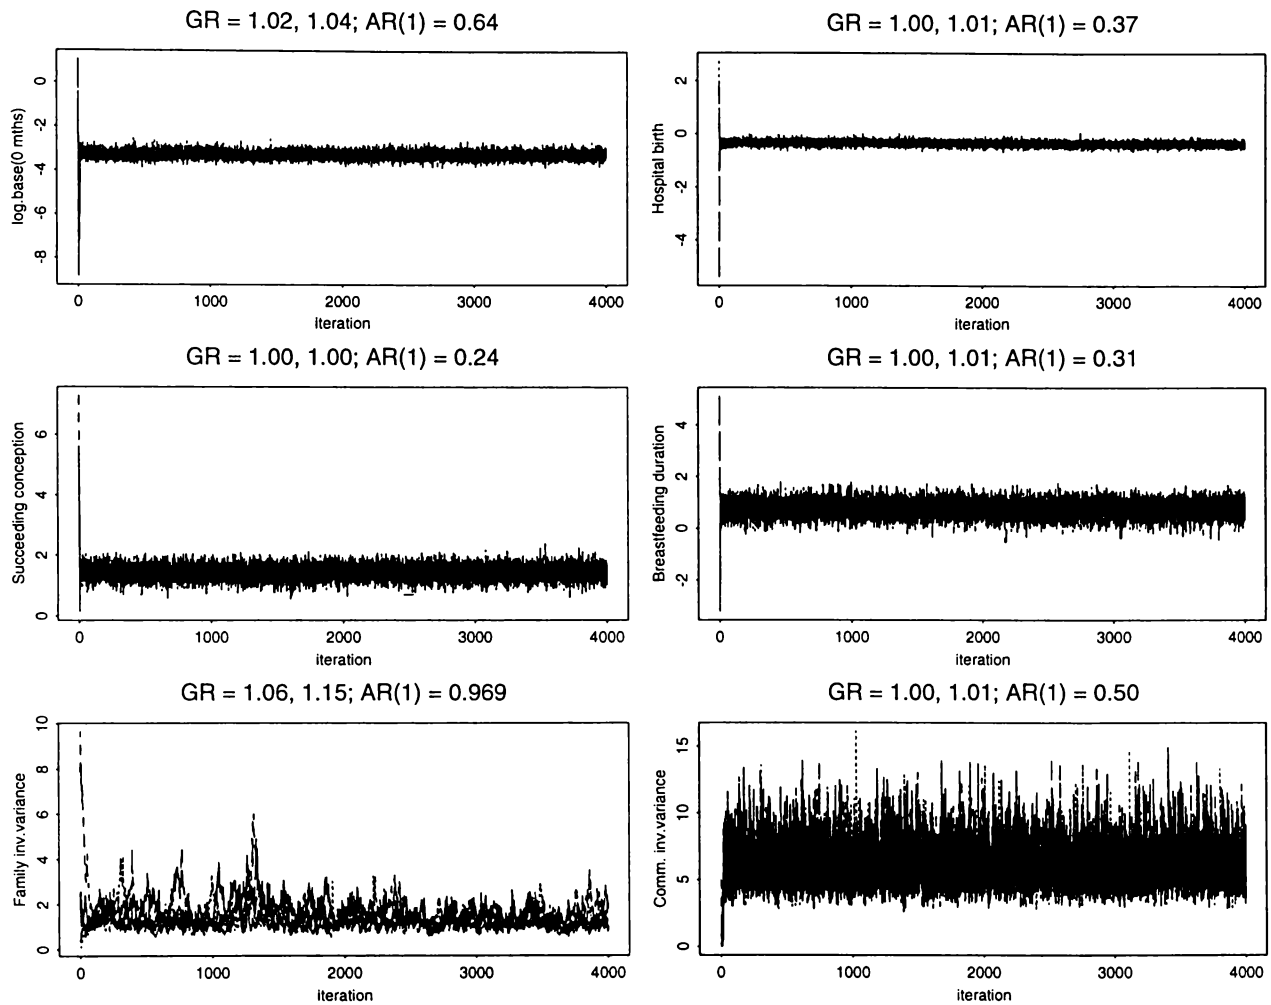 GR = 1.02, 1.04; AR(1) = 0.64
log.base(0 mths)
0
-2
-4
-6
-8
0 1000 2000 3000 4000
iteration
GR = 1.00, 1.01; AR(1) = 0.37
Hospital birth
2
0
-2
-4
0 1000 2000 3000 4000
iteration
GR = 1.00, 1.00; AR(1) = 0.24
Succeeding conception
6
4
2
0
0 1000 2000 3000 4000
iteration
GR = 1.00, 1.01; AR(1) = 0.31
Breastfeeding duration
4
2
0
-2
0 1000 2000 3000 4000
iteration
GR = 1.06, 1.15; AR(1) = 0.969
Family inv.variance
10
8
6
4
2
0
0 1000 2000 3000 4000
iteration
GR = 1.00, 1.01; AR(1) = 0.50
Comm. inv.variance
15
10
5
0
0 1000 2000 3000 4000
iteration